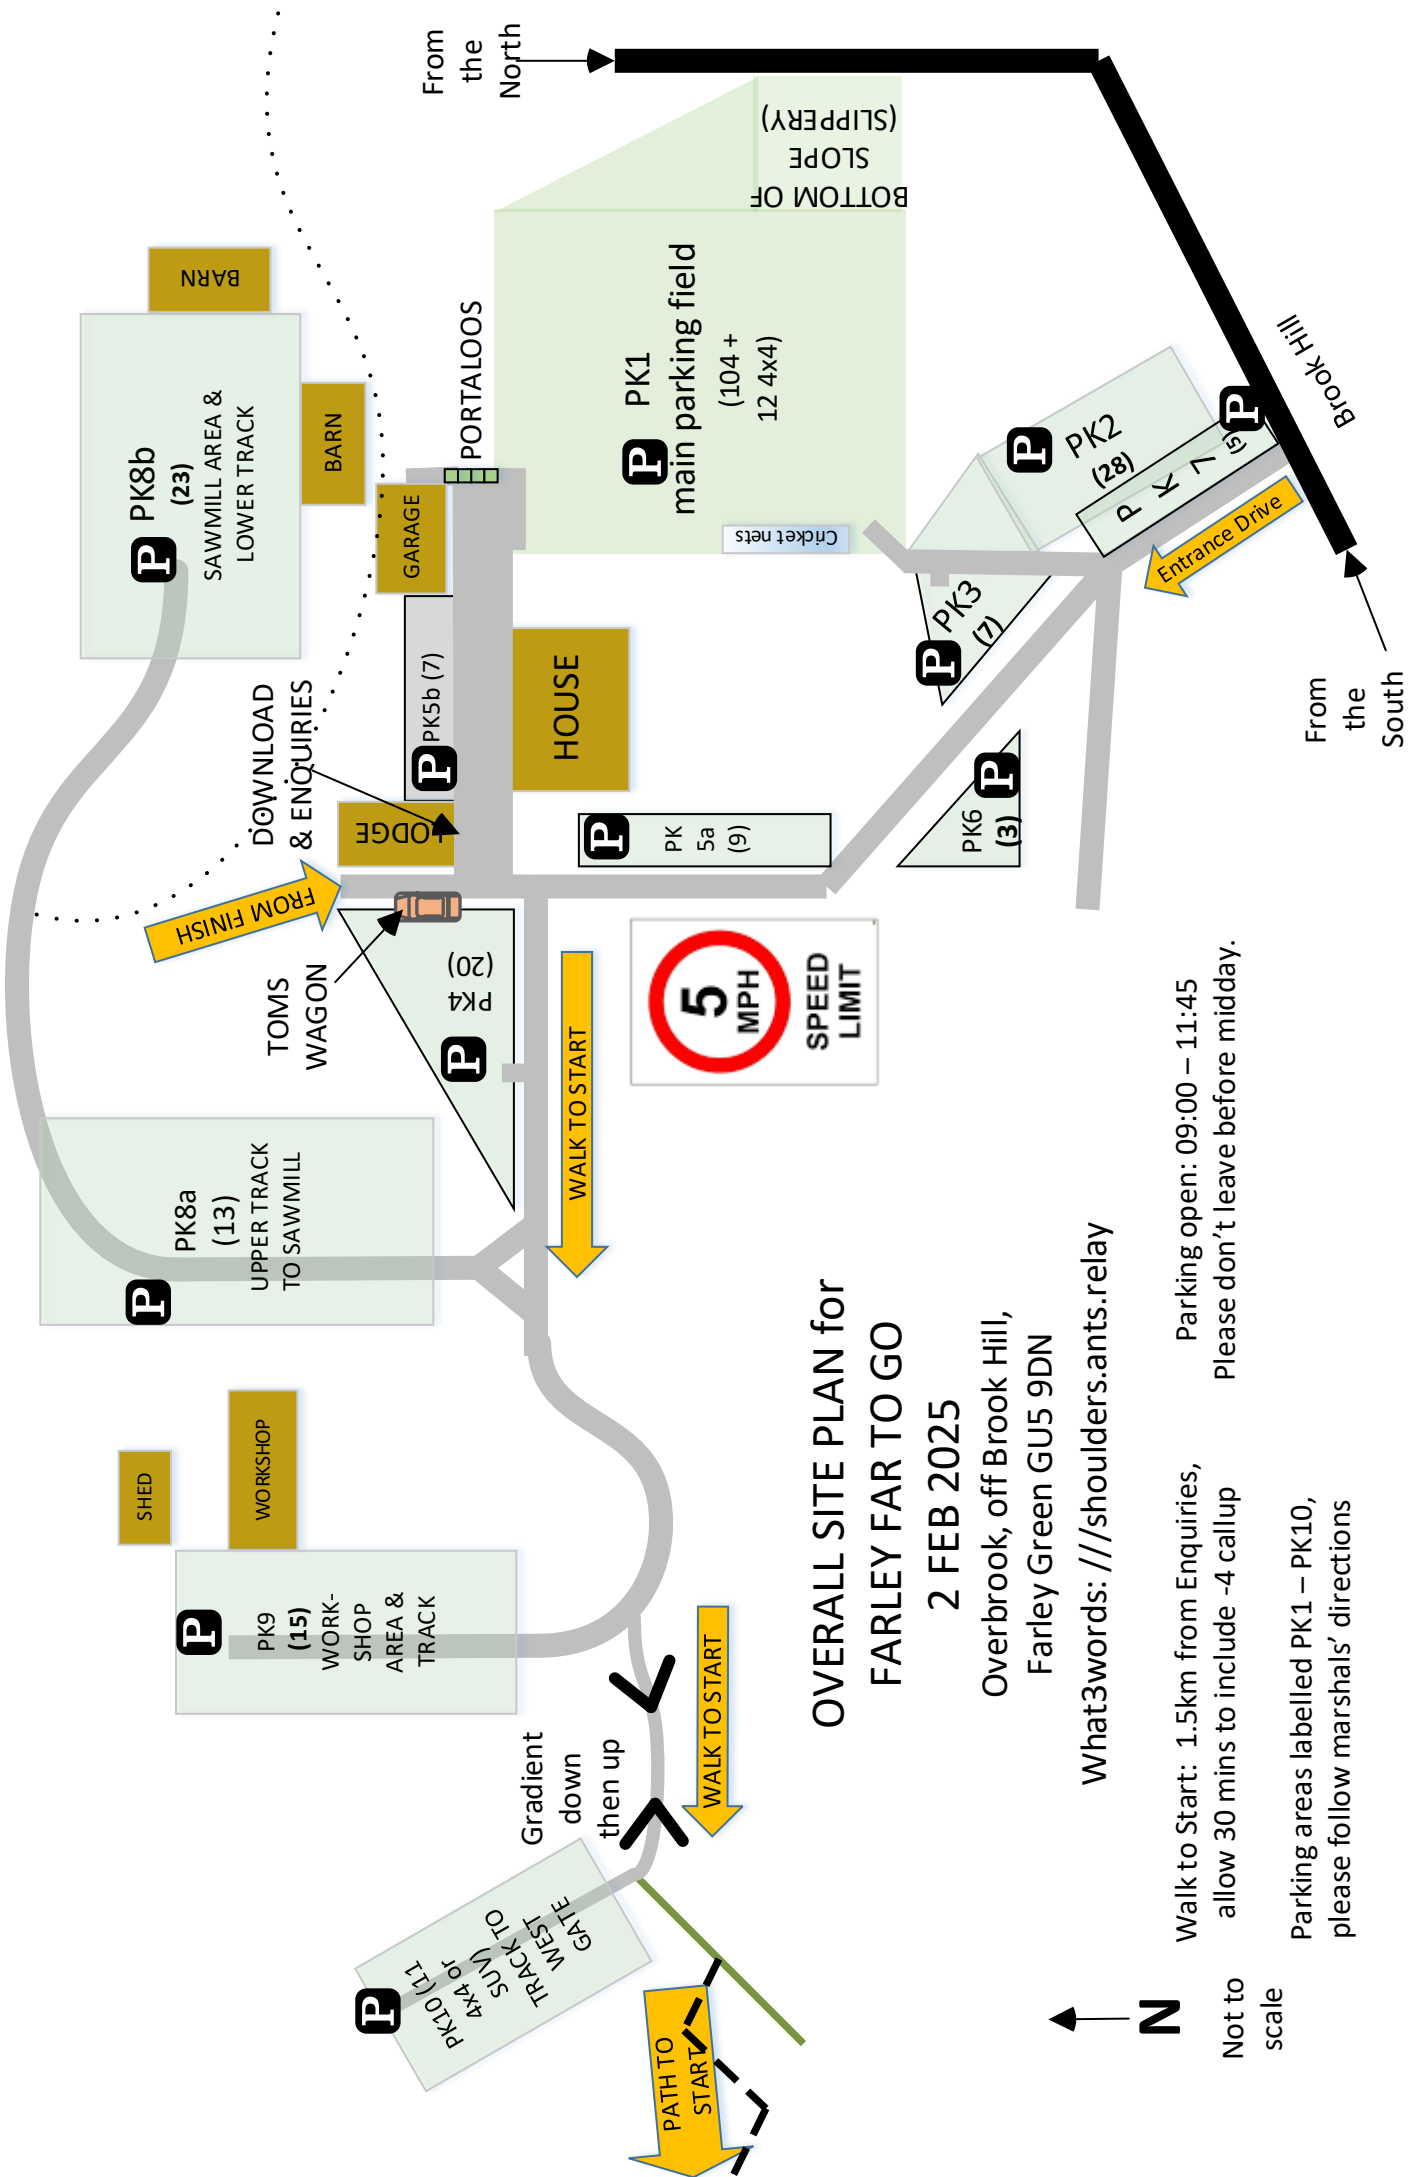 From
the
North
BARN
PK8b
(23)
SAWMILL AREA &
LOWER TRACK
BARN
GARAGE
PORTALOOS
BOTTOM OF
SLOPE
(SLIPPERY)
PK1
main parking field
(104 +
12 4x4)
Cricket nets
P
P
PK2
(28)
P
PK7
(5)
Brook Hill
Entrance Drive
From
the
South
P
PK3
(7)
P
PK6
(3)
DOWNLOAD
& ENQUIRIES
P
PK5b (7)
LODGE
HOUSE
P
PK
5a
(9)
P
FROM FINISH
TOMS
WAGON
PK4
(20)
P
WALK TO START
5
MPH
SPEED
LIMIT
PK8a
(13)
UPPER TRACK
TO SAWMILL
P
SHED
WORKSHOP
P
PK9
(15)
WORK-
SHOP
AREA &
TRACK
Gradient
down
then up
WALK TO START
P
PK10 (11
4x4 or
SUV)
TRACK TO
WEST
GATE
PATH TO
START
OVERALL SITE PLAN for
FARLEY FAR TO GO
2 FEB 2025
Overbrook, off Brook Hill,
Farley Green GU5 9DN
What3words: ///shoulders.ants.relay
Parking open: 09:00 – 11:45
Please don't leave before midday.
Walk to Start: 1.5km from Enquiries,
allow 30 mins to include -4 callup
Parking areas labelled PK1 – PK10,
please follow marshals' directions
N
Not to
scale